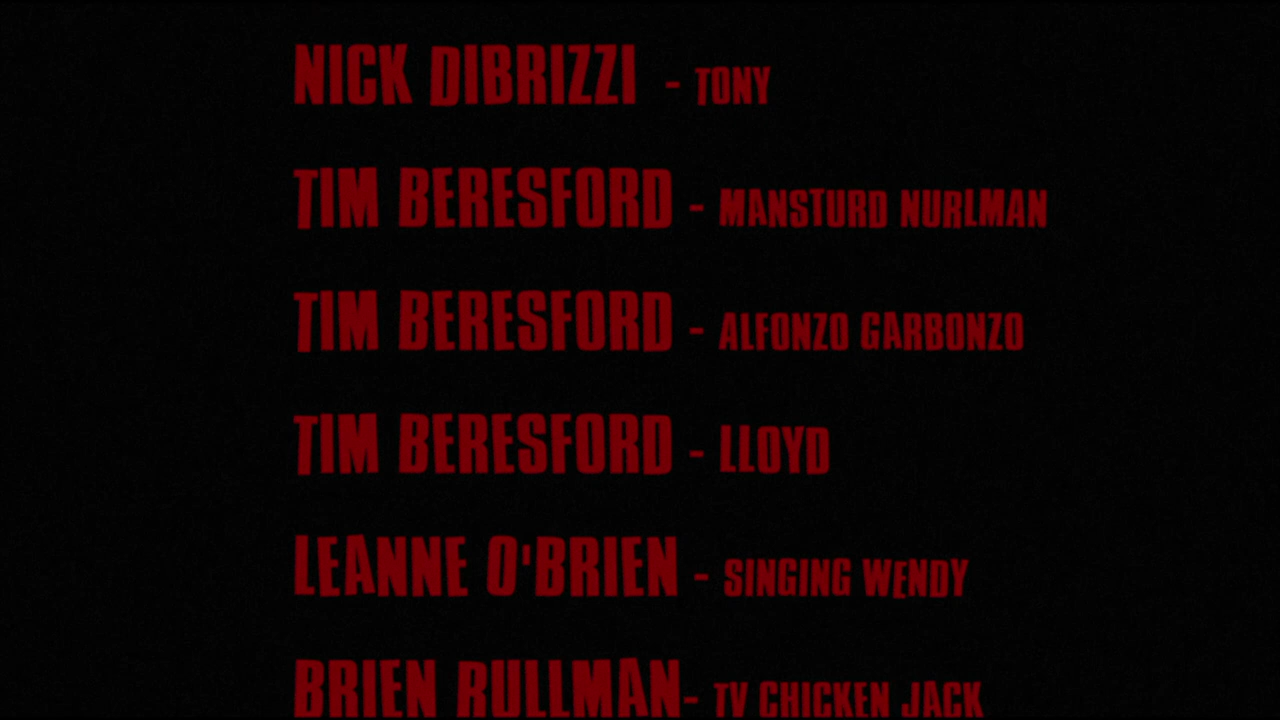 NICK DIBRIZZI - TONY
TIM BERESFORD - MANSTURD NURLMAN
TIM BERESFORD - ALFONZO GARBONZO
TIM BERESFORD - LLOYD
LEANNE O'BRIEN - SINGING WENDY
BRIEN RULLMAN- TV CHICKEN JACK